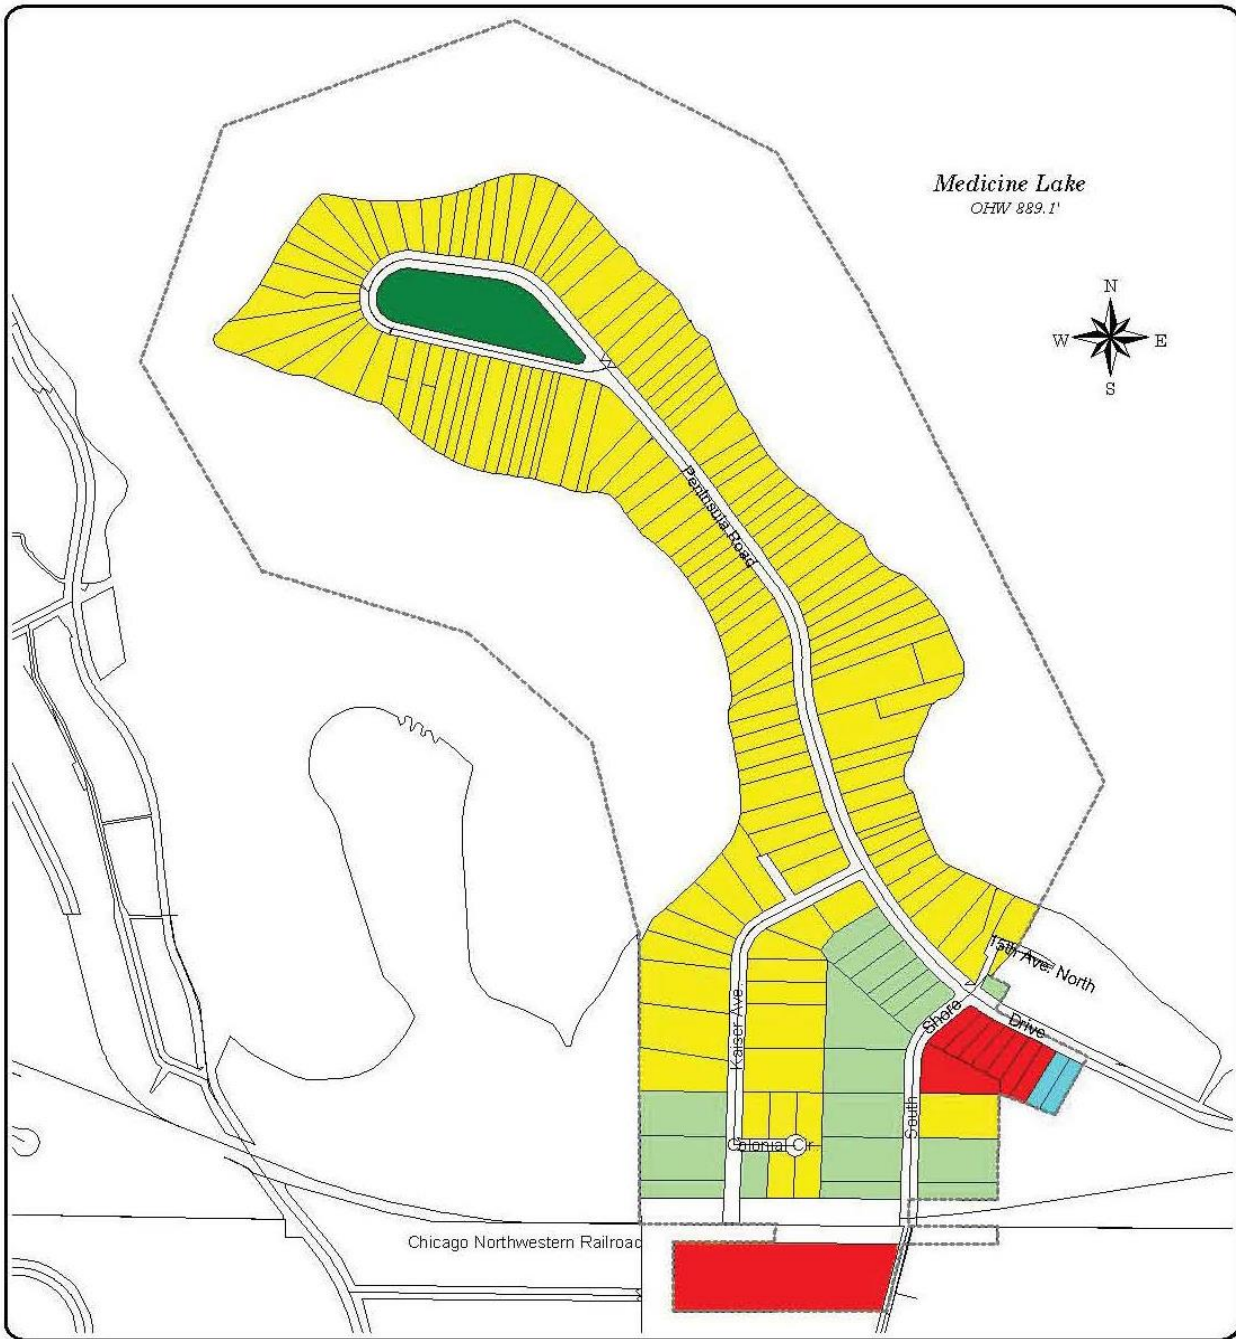 Medicine Lake
OHW 889.1'
N
W
E
S
Peninsula Road
15th Ave. North
Shore
Drive
Kaiser Ave.
South
Colonial Cir.
Chicago Northwestern Railroad